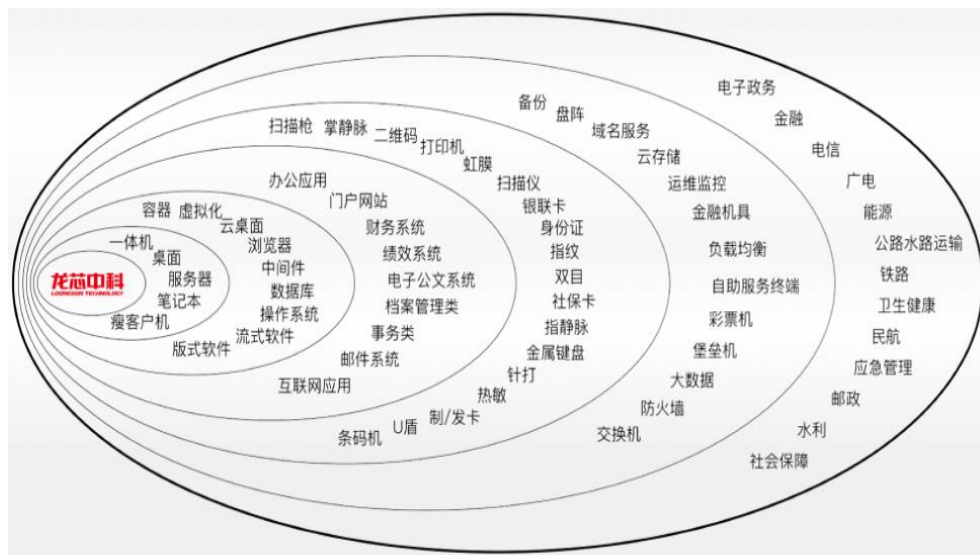 龙芯中科
LOONGSON TECHNOLOGY
一体机
桌面
服务器
笔记本
瘦客户机
容器
虚拟化
云桌面
浏览器
中间件
数据库
操作系统
流式软件
版式软件
办公应用
门户网站
财务系统
绩效系统
电子公文系统
档案管理类
事务类
邮件系统
互联网应用
扫描枪
掌静脉
二维码
打印机
虹膜
扫描仪
银联卡
身份证
指纹
双目
社保卡
指静脉
金属键盘
针打
热敏
制/发卡
U盾
条码机
备份
盘阵
域名服务
云存储
运维监控
金融机具
负载均衡
自助服务终端
彩票机
堡垒机
大数据
防火墙
交换机
电子政务
金融
电信
广电
能源
公路水路运输
铁路
卫生健康
民航
应急管理
邮政
水利
社会保障